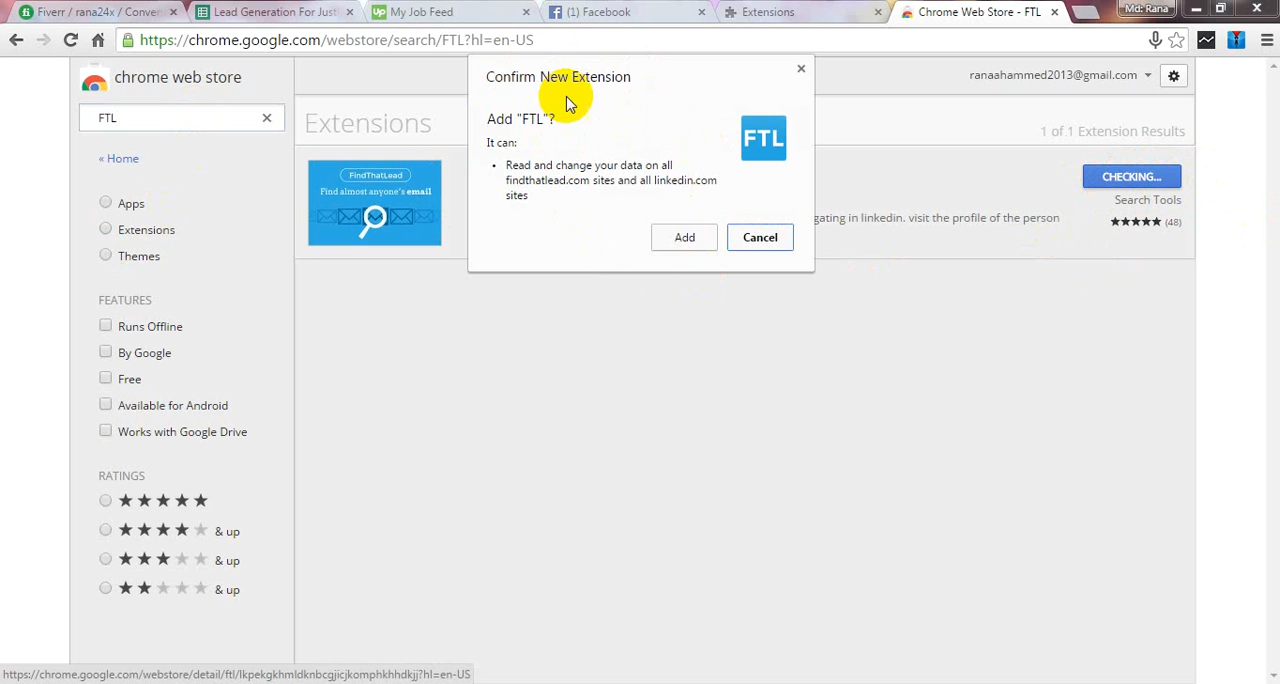 Fiverr / rana24x / Conver
Lead Generation For Just
up My Job Feed
(1) Facebook
Extensions
Chrome Web Store - FTL
Md: Rana
https://chrome.google.com/webstore/search/FTL?hl=en-US
chrome web store
ranaahammed2013@gmail.com
FTL
« Home
Apps
Extensions
Themes
FEATURES
Runs Offline
By Google
Free
Available for Android
Works with Google Drive
RATINGS
& up
& up
& up
Extensions
1 of 1 Extension Results
FindThatLead
Find almost anyone's email
gating in linkedin. visit the profile of the person
CHECKING...
Search Tools
(48)
Confirm New Extension
Add "FTL"?
It can:
• Read and change your data on all
findthatlead.com sites and all linkedin.com
sites
FTL
Add
Cancel
https://chrome.google.com/webstore/detail/ftl/lkpekgkhmldknbcgjicjkomphkhhdkjj?hl=en-US